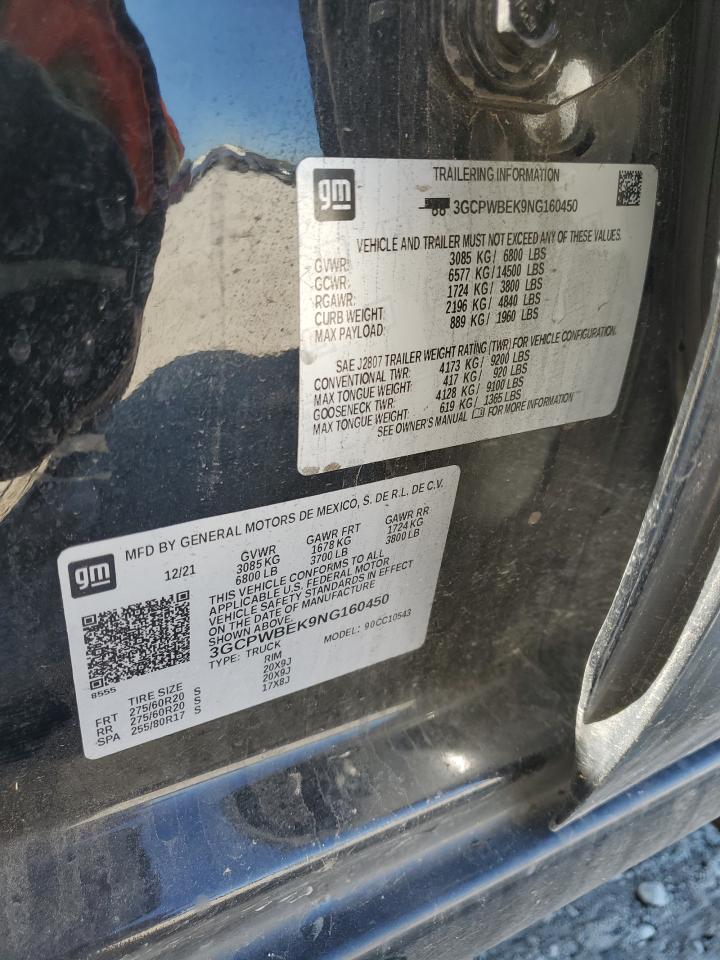 gm
TRAILERING INFORMATION
3GCPWBEK9NG160450
VEHICLE AND TRAILER MUST NOT EXCEED ANY OF THESE VALUES.
GVWR: 3085 KG/ 6800 LBS
GCWR: 6577 KG/14500 LBS
RGAWR: 1724 KG/ 3800 LBS
CURB WEIGHT: 2196 KG/ 4840 LBS
MAX PAYLOAD: 889 KG/ 1960 LBS
SAE J2807 TRAILER WEIGHT RATING (TWR) FOR VEHICLE CONFIGURATION.
CONVENTIONAL TWR: 4173 KG/ 9200 LBS
MAX TONGUE WEIGHT: 417 KG/ 920 LBS
GOOSENECK TWR: 4128 KG/ 9100 LBS
MAX TONGUE WEIGHT: 619 KG/ 1365 LBS
SEE OWNER'S MANUAL FOR MORE INFORMATION
gm
MFD BY GENERAL MOTORS DE MEXICO, S. DE R.L. DE C.V.
12/21 GVWR GAWR FRT GAWR RR
3085 KG 1678 KG 1724 KG
6800 LB 3700 LB 3800 LB
THIS VEHICLE CONFORMS TO ALL
APPLICABLE U.S. FEDERAL MOTOR
VEHICLE SAFETY STANDARDS IN EFFECT
ON THE DATE OF MANUFACTURE
SHOWN ABOVE.
3GCPWBEK9NG160450
TYPE: TRUCK MODEL: 90CC10543
8555
TIRE SIZE RIM
FRT 275/60R20 S 20X9J
RR 275/60R20 S 20X9J
SPA 255/80R17 S 17X8J